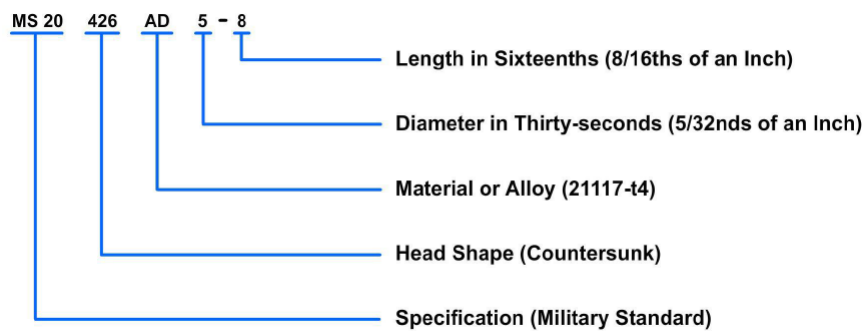 MS 20 426 AD 5 - 8
Length in Sixteenths (8/16ths of an Inch)
Diameter in Thirty-seconds (5/32nds of an Inch)
Material or Alloy (21117-t4)
Head Shape (Countersunk)
Specification (Military Standard)